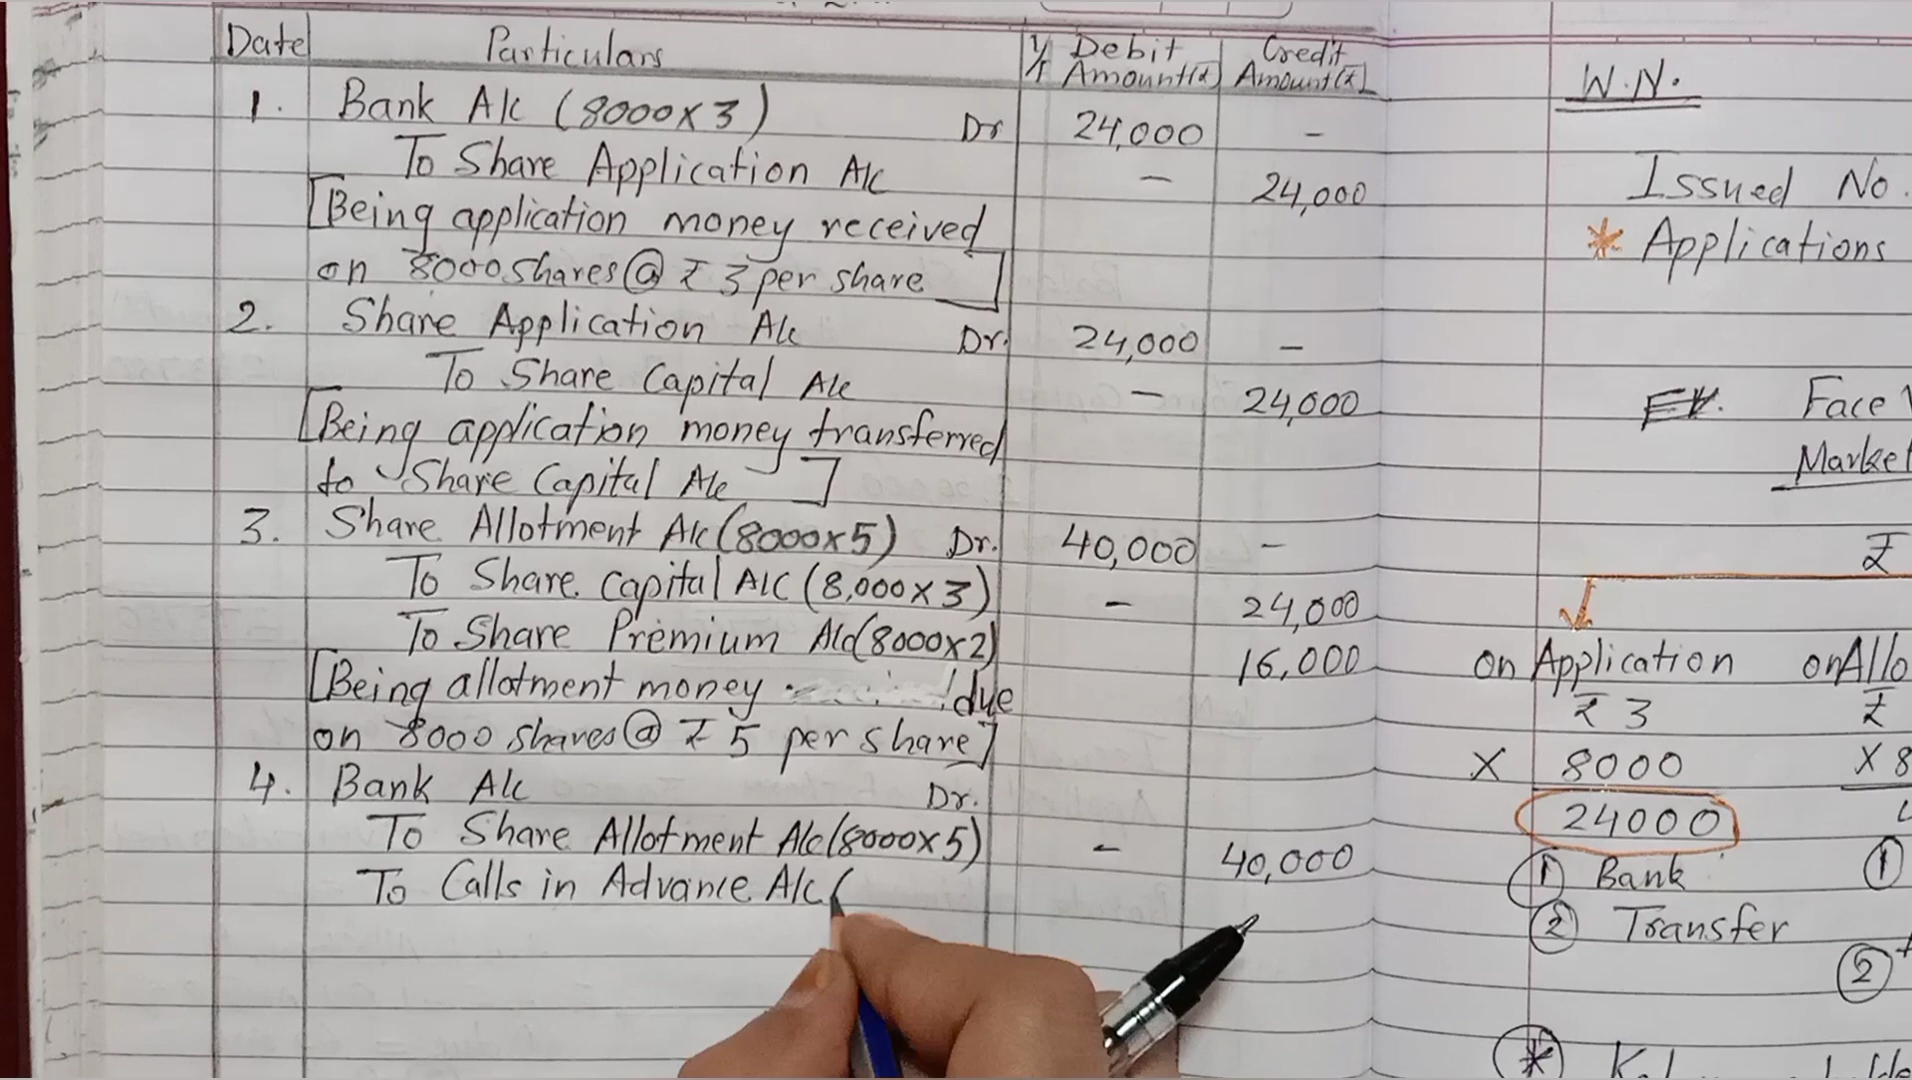 Date Particulars L/F Debit Amount(₹) Credit Amount(₹)
1. Bank A/c (8000×3) Dr 24,000 -
To Share Application A/c - 24,000
[Being application money received
on 8000 shares @ ₹ 3 per share]
2. Share Application A/c Dr. 24,000 -
To Share Capital A/c - 24,000
[Being application money transferred
to Share Capital A/c ]
3. Share Allotment A/c (8000×5) Dr. 40,000 -
To Share Capital A/c (8,000×3) - 24,000
To Share Premium A/c (8000×2) 16,000
[Being allotment money due
on 8000 shares @ ₹ 5 per share]
4. Bank A/c Dr.
To Share Allotment A/c (8000×5) - 40,000
To Calls in Advance A/c (
W.N.
Issued No.
* Applications
Face
Market
₹
on Application on Allo
₹ 3 ₹
× 8000 × 8
24000
① Bank ①
② Transfer
②
*